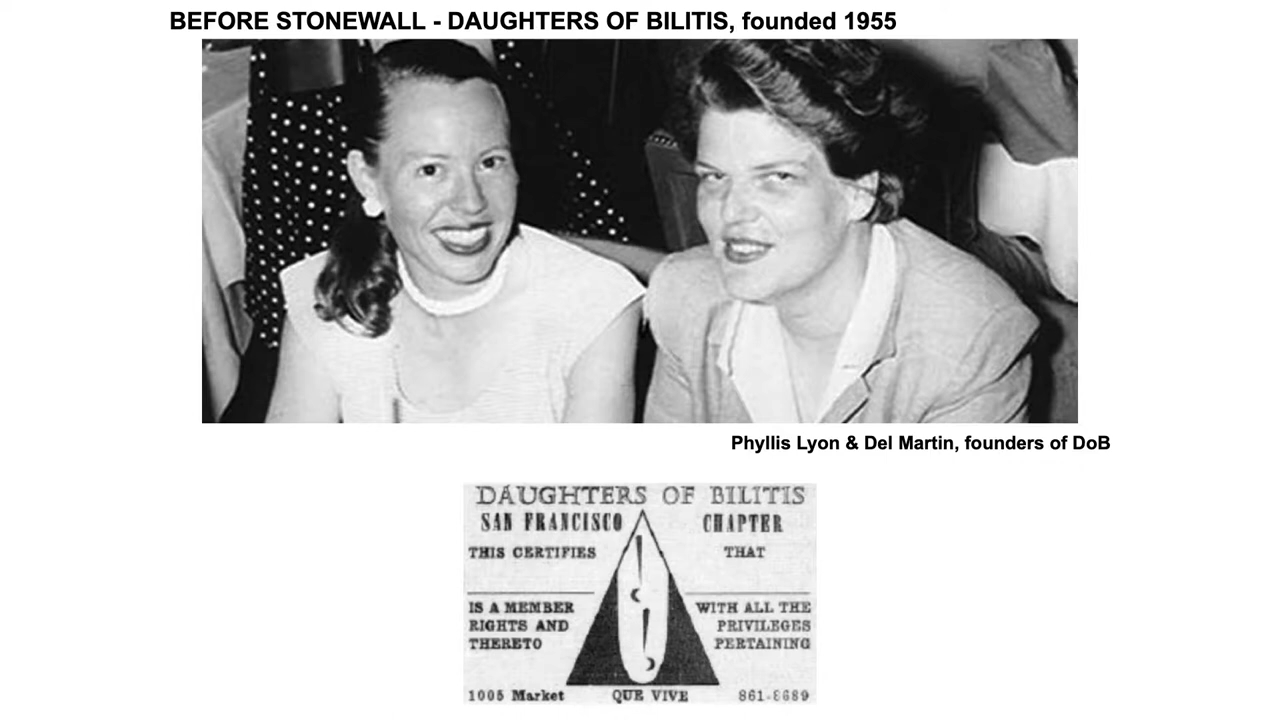 BEFORE STONEWALL - DAUGHTERS OF BILITIS, founded 1955
Phyllis Lyon & Del Martin, founders of DoB
DAUGHTERS OF BILITIS
SAN FRANCISCO CHAPTER
THIS CERTIFIES THAT
IS A MEMBER WITH ALL THE
RIGHTS AND PRIVILEGES
THERETO PERTAINING
1005 Market QUE VIVE 861-8689